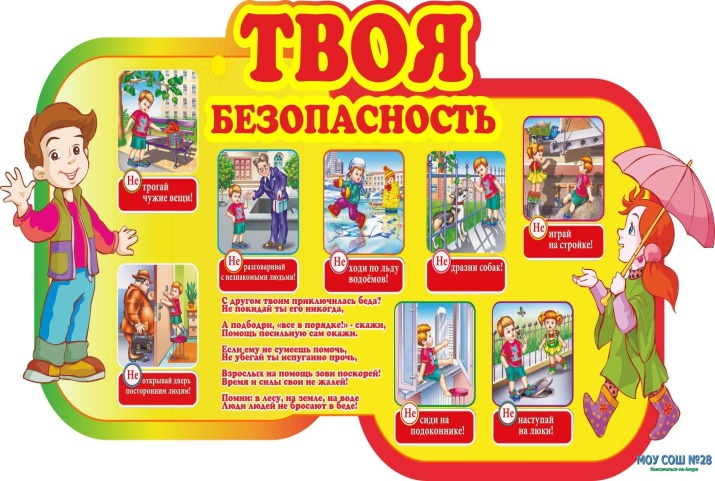 ТВОЯ
БЕЗОПАСНОСТЬ
Не трогай
чужие вещи!
Не разговаривай
с незнакомыми людьми!
Не ходи по льду
водоёмов!
Не дразни собак!
Не играй
на стройке!
Не открывай дверь
посторонним людям!
С другом твоим приключилась беда?
Не покидай ты его никогда,
А подбодри, «все в порядке!» - скажи,
Помощь посильную сам окажи.
Если ему не сумеешь помочь,
Не убегай ты испуганно прочь,
Взрослых на помощь зови поскорей!
Время и силы свои не жалей!
Помни: в лесу, на земле, на воде
Люди людей не бросают в беде!
Не сиди на
подоконнике!
Не наступай
на люки!
МОУ СОШ №28
Комсомольск-на-Амуре